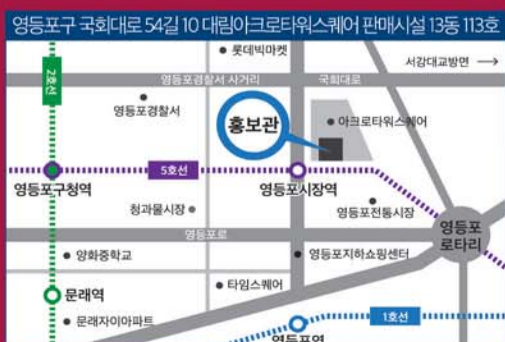 영등포구 국회대로 54길 10 대림아크로타워스퀘어 판매시설 13동 113호
롯데빅마켓
2호선
영등포경찰서 사거리
국회대로
서강대교방면
영등포경찰서
홍보관
아크로타워스퀘어
5호선
영등포구청역
영등포시장역
청과물시장
영등포전통시장
영등포로
영등포
로타리
양화중학교
영등포지하쇼핑센터
타임스퀘어
문래역
1호선
문래자이아파트
영등포역